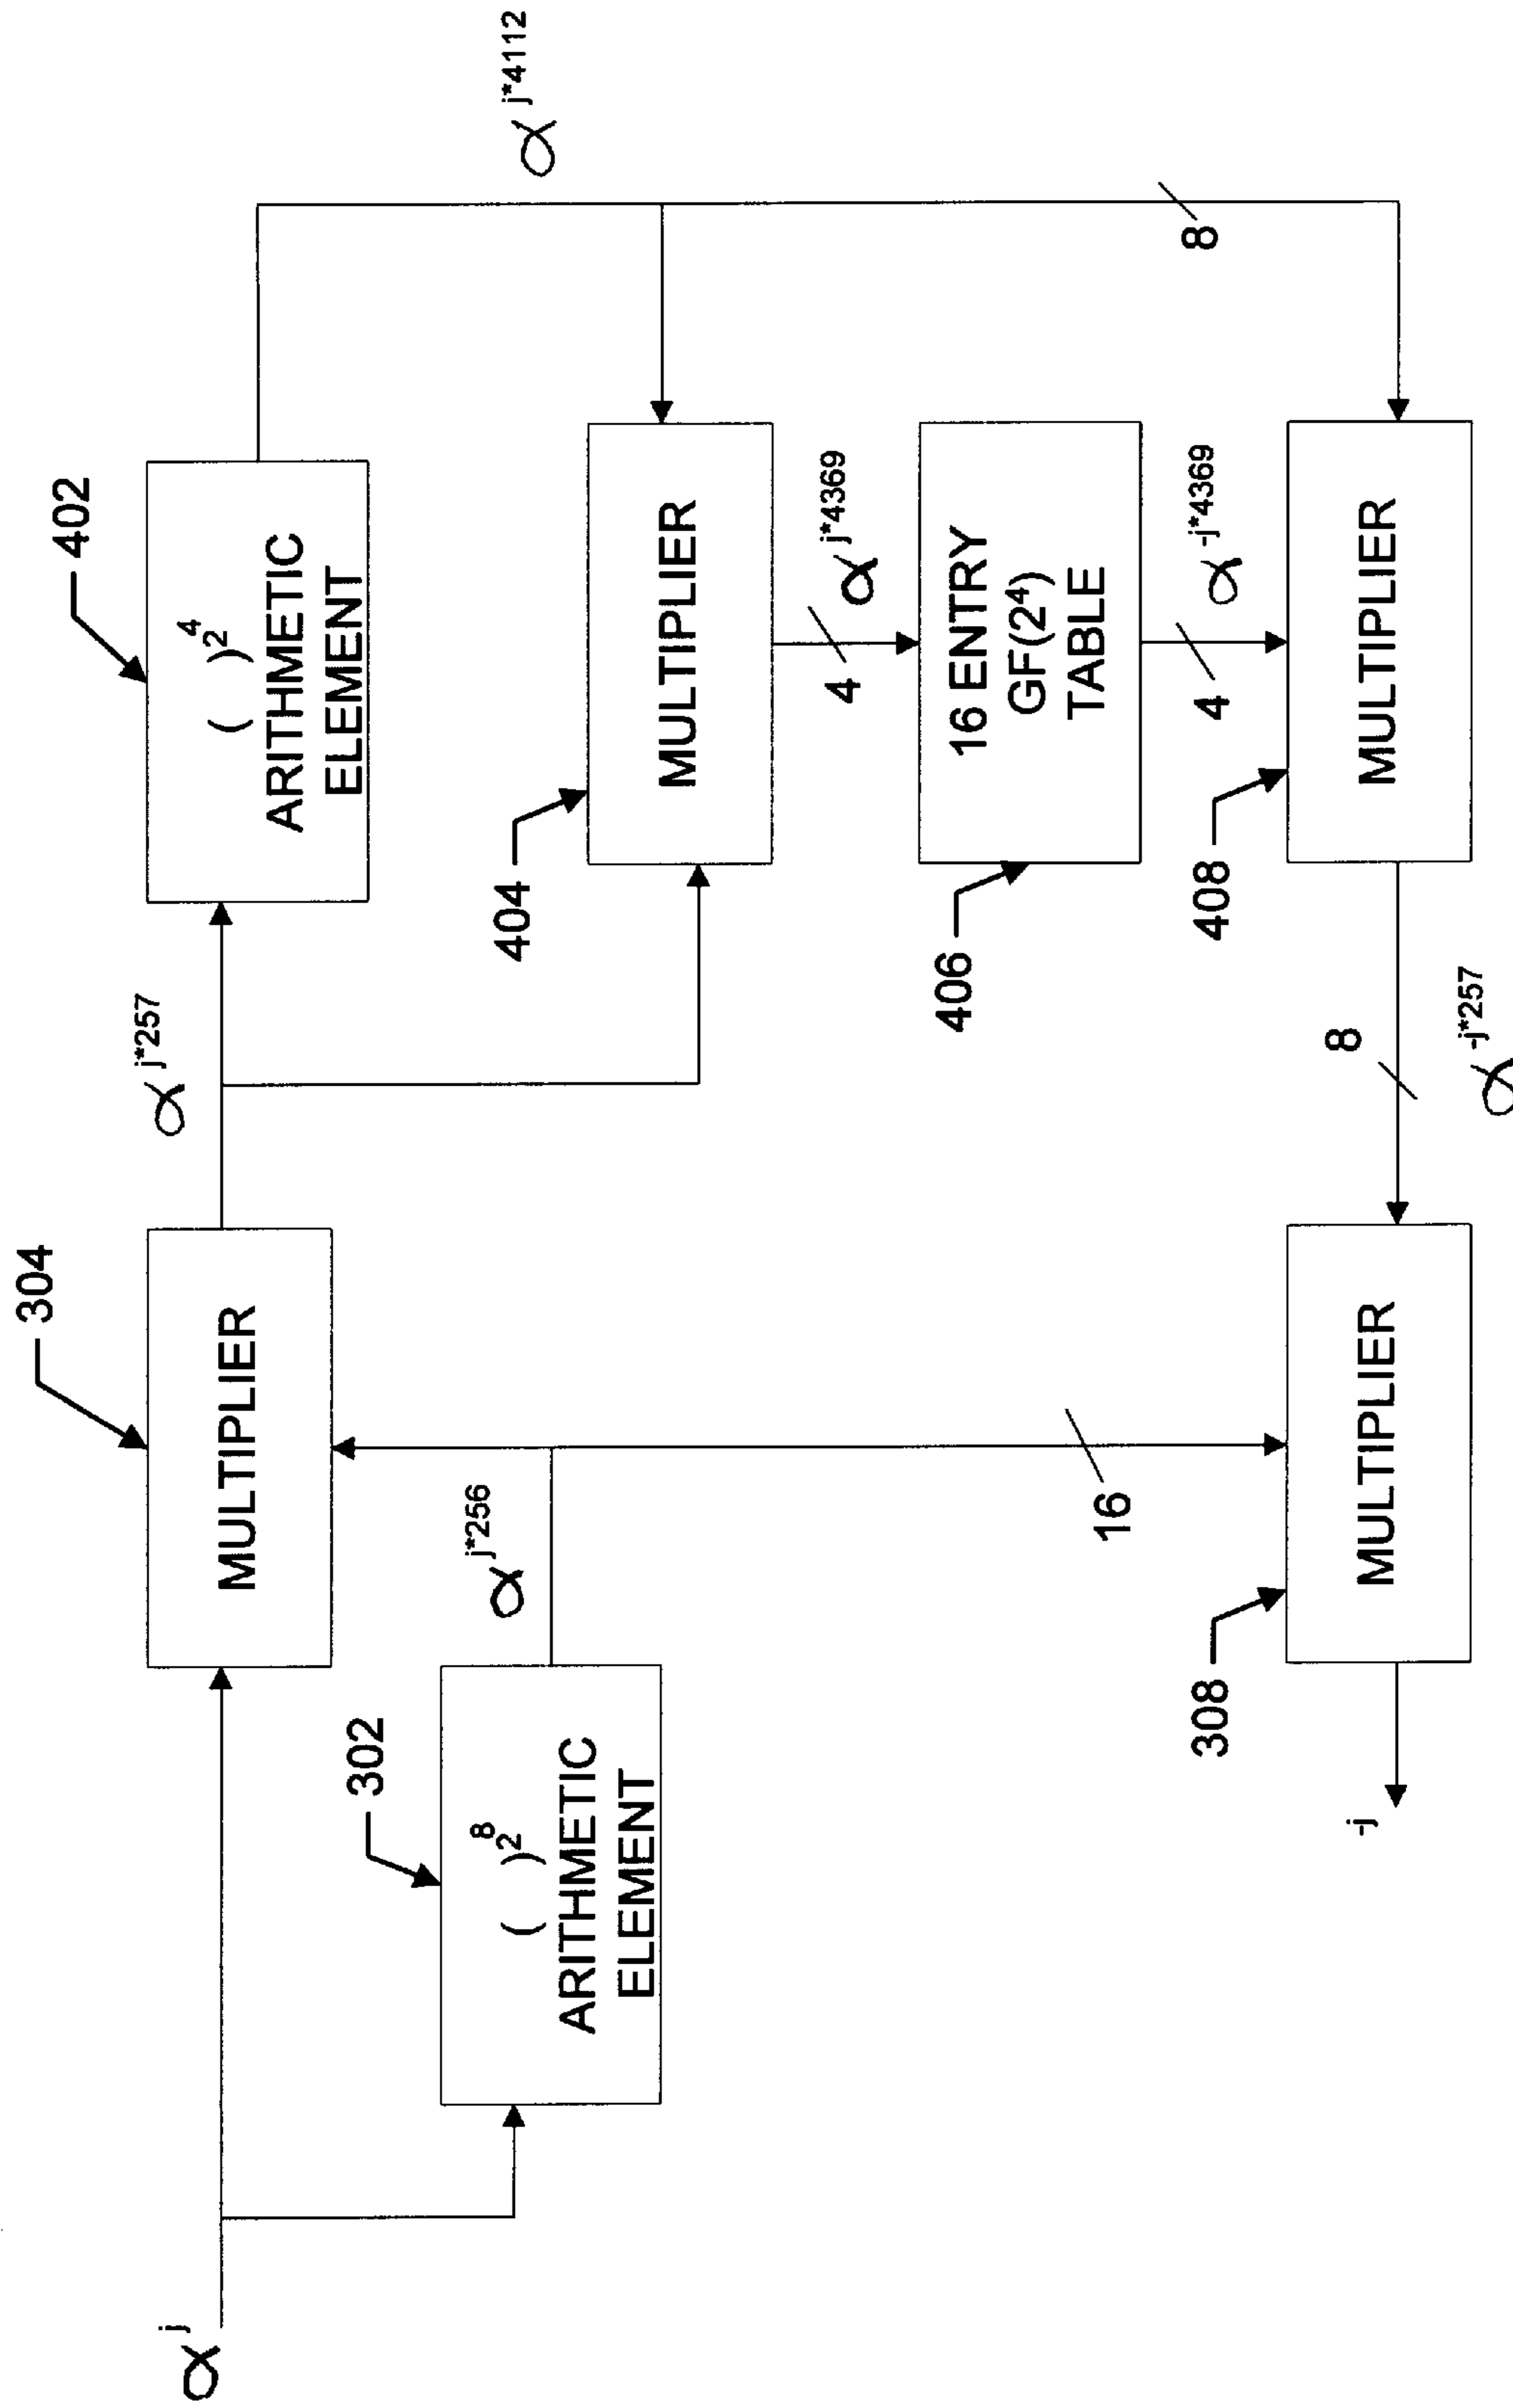 α^j
302
( )^2^8
ARITHMETIC
ELEMENT
α^j*256
304
MULTIPLIER
α^j*257
402
( )^2^4
ARITHMETIC
ELEMENT
α^j*4112
404
MULTIPLIER
4
α^j*4369
406
16 ENTRY
GF(2^4)
TABLE
4
α^-j*4369
8
408
MULTIPLIER
8
α^-j*257
16
308
MULTIPLIER
-j